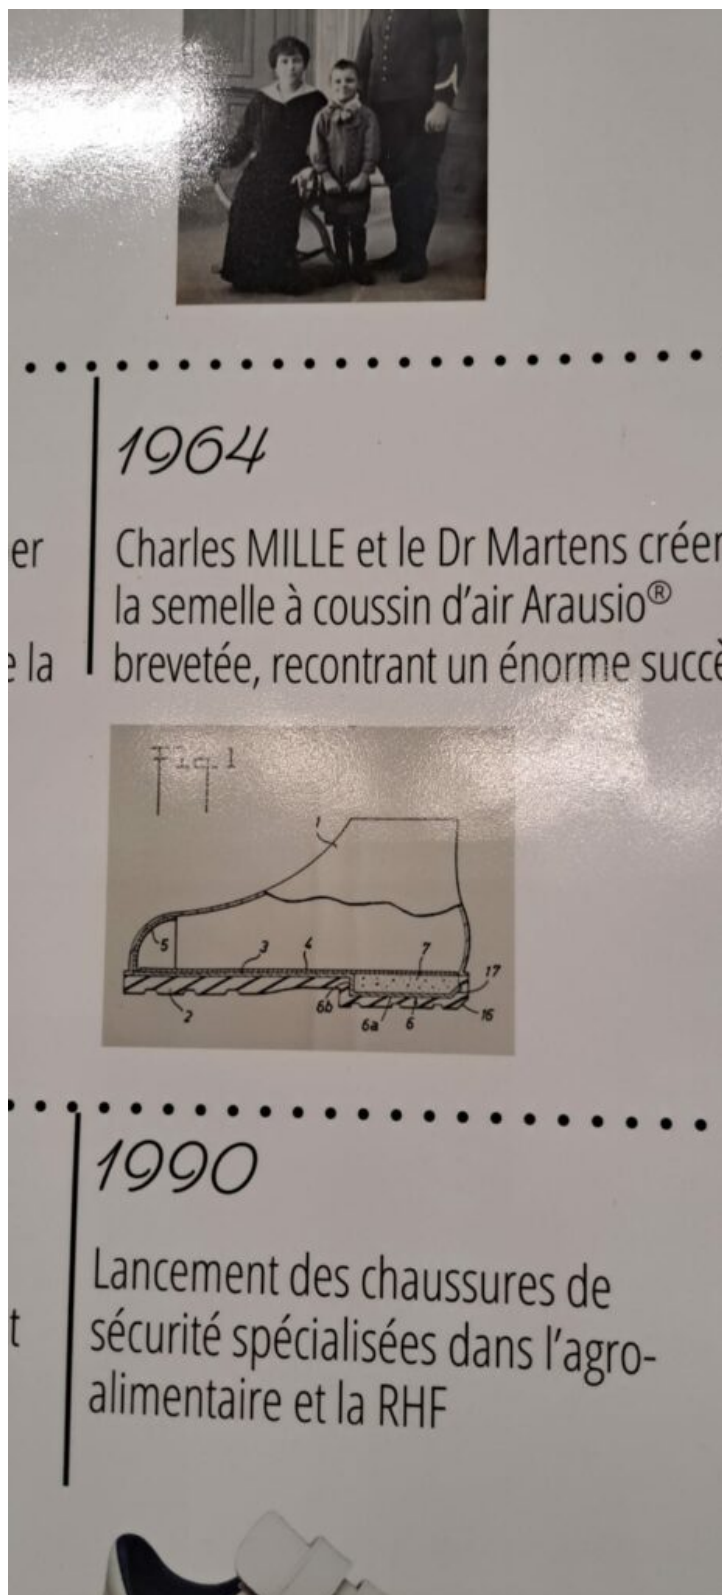 1964
er
Charles MILLE et le Dr Martens créen
la semelle à coussin d'air Arausio®
e la
brevetée, recontrant un énorme succè
Fig 1
1
5
3
4
7
17
2
6b
6a
6
16
1990
Lancement des chaussures de
t
sécurité spécialisées dans l'agro-
alimentaire et la RHF